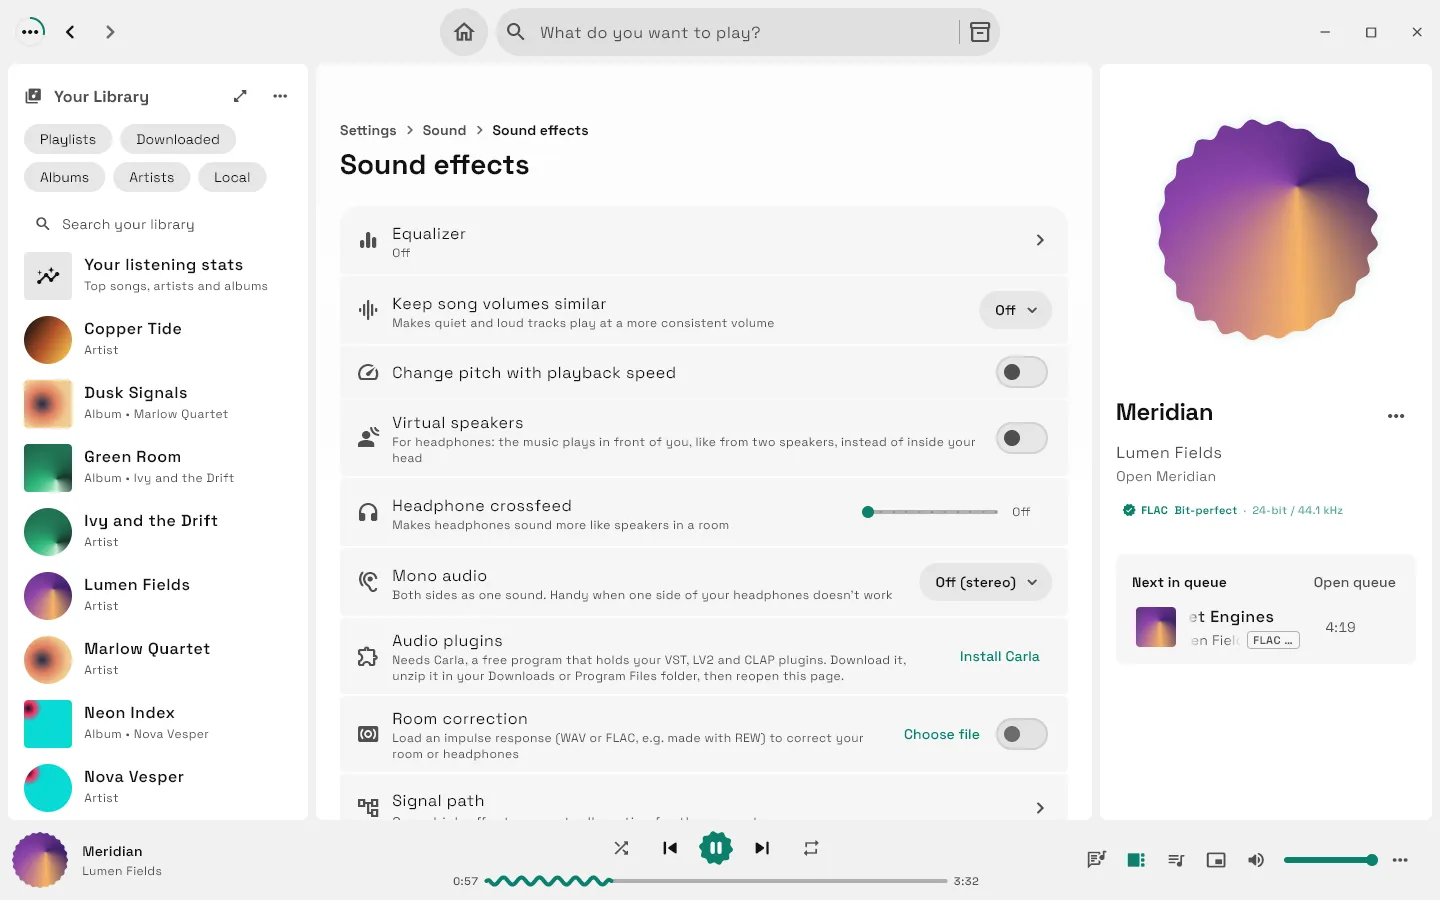 What do you want to play?
Your Library
Playlists
Downloaded
Albums
Artists
Local
Search your library
Your listening stats
Top songs, artists and albums
Copper Tide
Artist
Dusk Signals
Album • Marlow Quartet
Green Room
Album • Ivy and the Drift
Ivy and the Drift
Artist
Lumen Fields
Artist
Marlow Quartet
Artist
Neon Index
Album • Nova Vesper
Nova Vesper
Artist
Settings > Sound > Sound effects
Sound effects
Equalizer
Off
Keep song volumes similar
Makes quiet and loud tracks play at a more consistent volume
Off
Change pitch with playback speed
Virtual speakers
For headphones: the music plays in front of you, like from two speakers, instead of inside your
head
Headphone crossfeed
Makes headphones sound more like speakers in a room
Off
Mono audio
Both sides as one sound. Handy when one side of your headphones doesn't work
Off (stereo)
Audio plugins
Needs Carla, a free program that holds your VST, LV2 and CLAP plugins. Download it,
unzip it in your Downloads or Program Files folder, then reopen this page.
Install Carla
Room correction
Load an impulse response (WAV or FLAC, e.g. made with REW) to correct your
room or headphones
Choose file
Signal path
Meridian
Lumen Fields
Open Meridian
FLAC Bit-perfect · 24-bit / 44.1 kHz
Next in queue
Open queue
et Engines
en Fiel
FLAC ...
4:19
Meridian
Lumen Fields
0:57
3:32